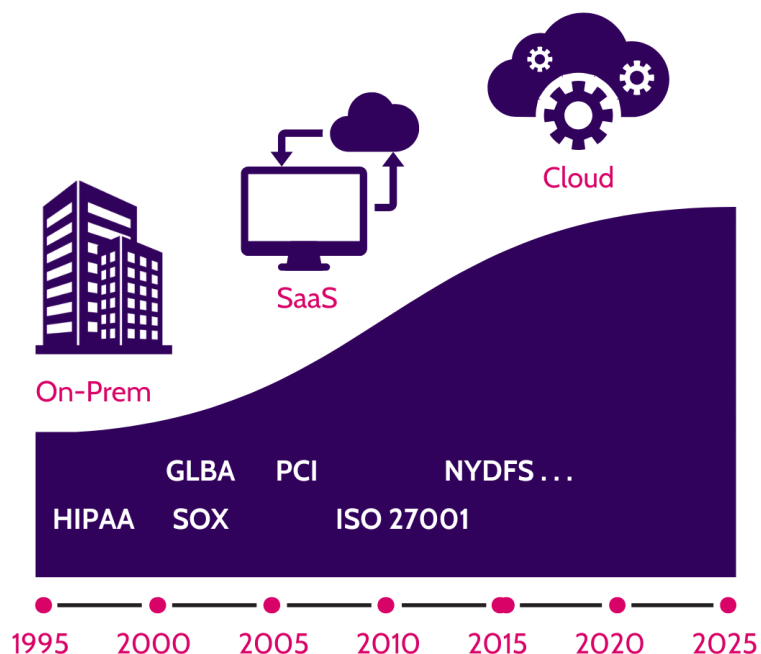 Cloud
SaaS
On-Prem
GLBA PCI NYDFS . . .
HIPAA SOX ISO 27001
1995 2000 2005 2010 2015 2020 2025